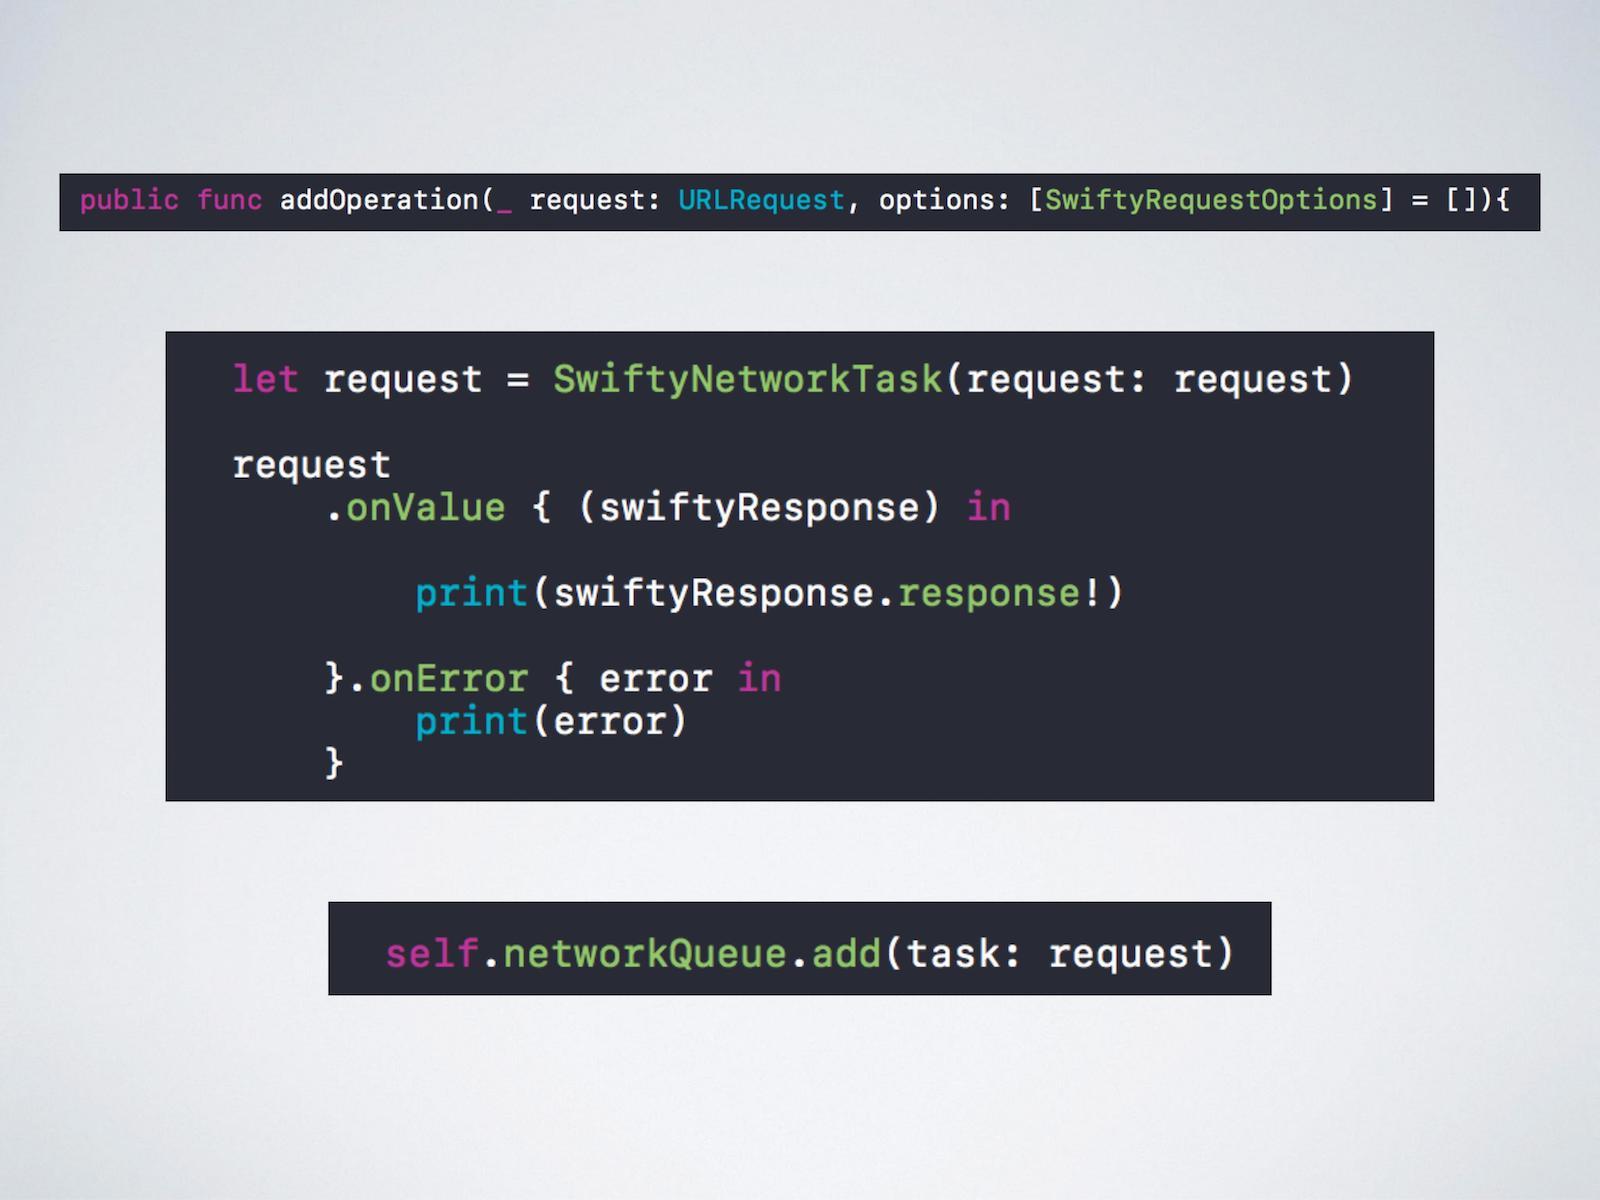 public func addOperation(_ request: URLRequest, options: [SwiftyRequestOptions] = []){
let request = SwiftyNetworkTask(request: request)
request
.onValue { (swiftyResponse) in
print(swiftyResponse.response!)
}.onError { error in
print(error)
}
self.networkQueue.add(task: request)